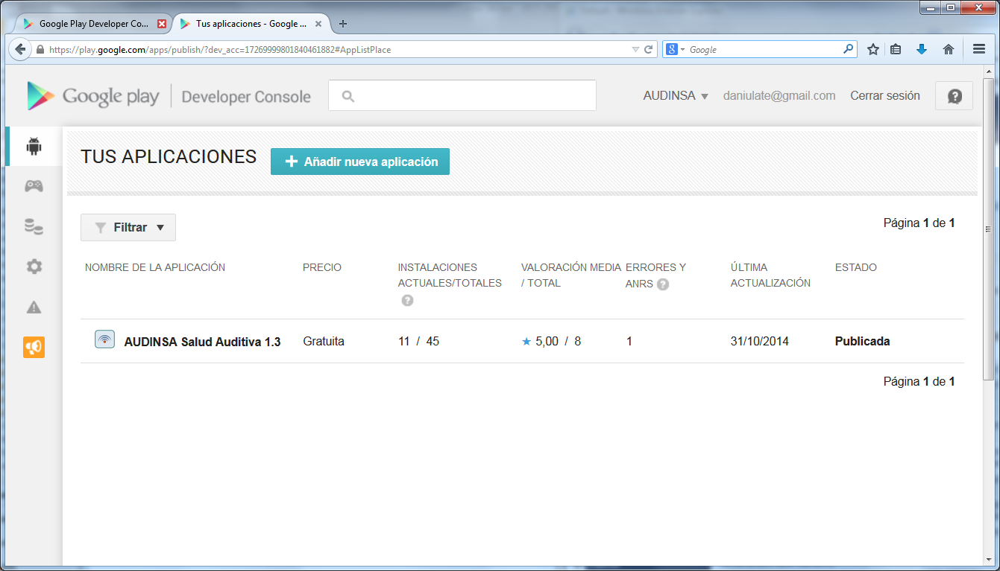 Google Play Developer Co...
Tus aplicaciones - Google ...
https://play.google.com/apps/publish/?dev_acc=17269999801840461882#AppListPlace
Google
Google play
Developer Console
AUDINSA
daniulate@gmail.com
Cerrar sesión
TUS APLICACIONES
Añadir nueva aplicación
Filtrar
Página 1 de 1
NOMBRE DE LA APLICACIÓN
PRECIO
INSTALACIONES
ACTUALES/TOTALES
?
VALORACIÓN MEDIA
/ TOTAL
ERRORES Y
ANRS ?
ÚLTIMA
ACTUALIZACIÓN
ESTADO
AUDINSA Salud Auditiva 1.3
Gratuita
11 / 45
5,00 / 8
1
31/10/2014
Publicada
Página 1 de 1